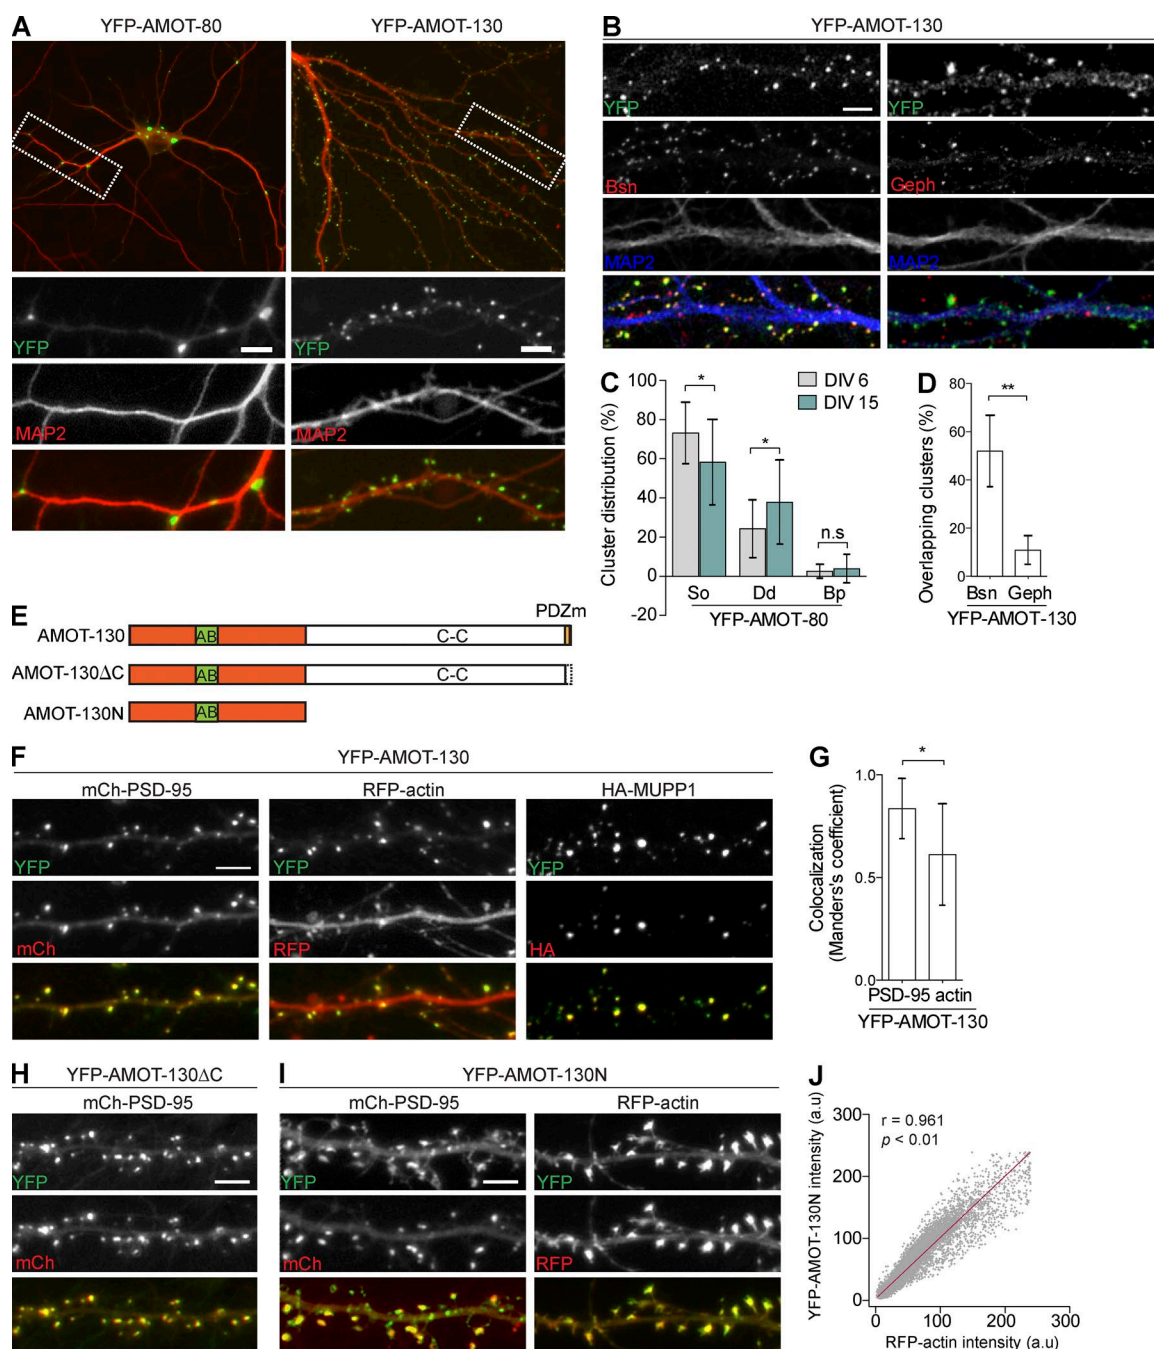 A
YFP-AMOT-80
YFP-AMOT-130
YFP
YFP
MAP2
MAP2
B
YFP-AMOT-130
YFP
YFP
Bsn
Geph
MAP2
MAP2
C
Cluster distribution (%)
100
80
60
40
20
0
-20
*
*
n.s
DIV 6
DIV 15
So Dd Bp
YFP-AMOT-80
D
Overlapping clusters (%)
80
60
40
20
0
**
Bsn Geph
YFP-AMOT-130
E
PDZm
AMOT-130 AB C-C
AMOT-130ΔC AB C-C
AMOT-130N AB
F
YFP-AMOT-130
mCh-PSD-95 RFP-actin HA-MUPP1
YFP YFP YFP
mCh RFP HA
G
Colocalization
(Manders's coefficient)
1.0
0.5
0.0
*
PSD-95 actin
YFP-AMOT-130
H
YFP-AMOT-130ΔC
mCh-PSD-95
YFP
mCh
I
YFP-AMOT-130N
mCh-PSD-95 RFP-actin
YFP YFP
mCh RFP
J
YFP-AMOT-130N intensity (a.u)
300
200
100
0
r = 0.961
p < 0.01
0 100 200 300
RFP-actin intensity (a.u)